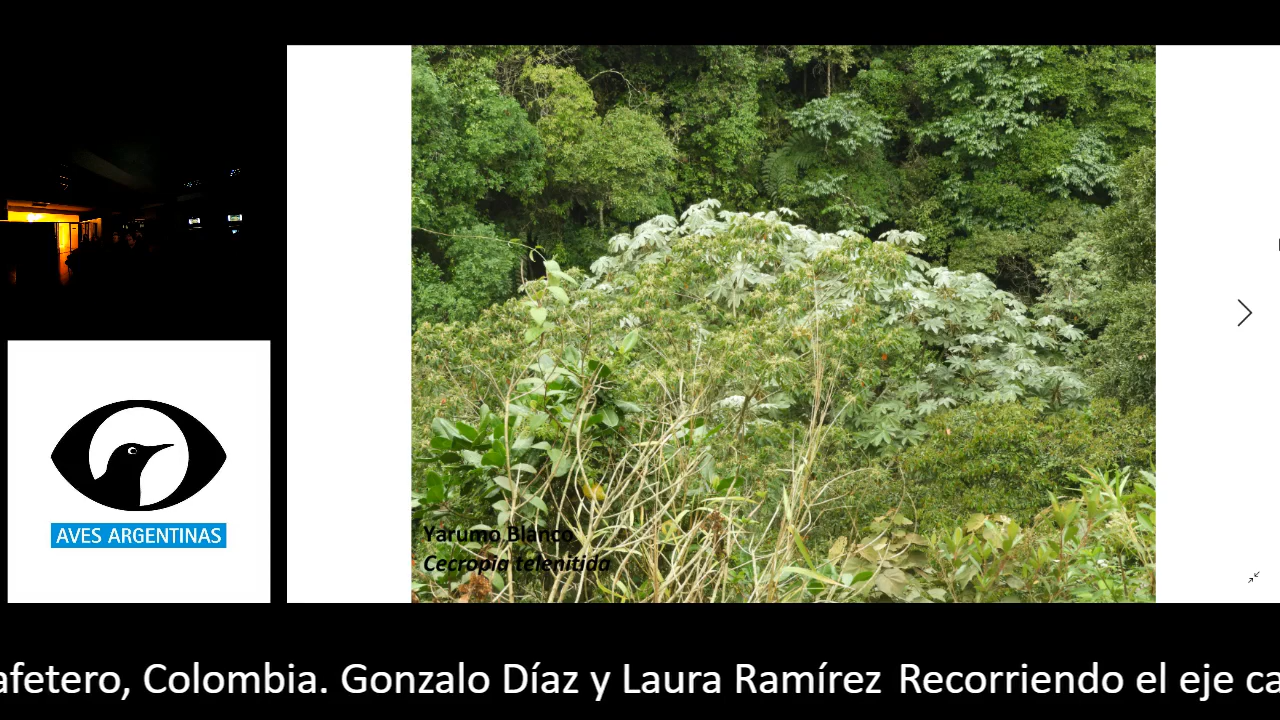 AVES ARGENTINAS
Yarumo Blanco
Cecropia telenitida
afetero, Colombia. Gonzalo Díaz y Laura Ramírez Recorriendo el eje ca